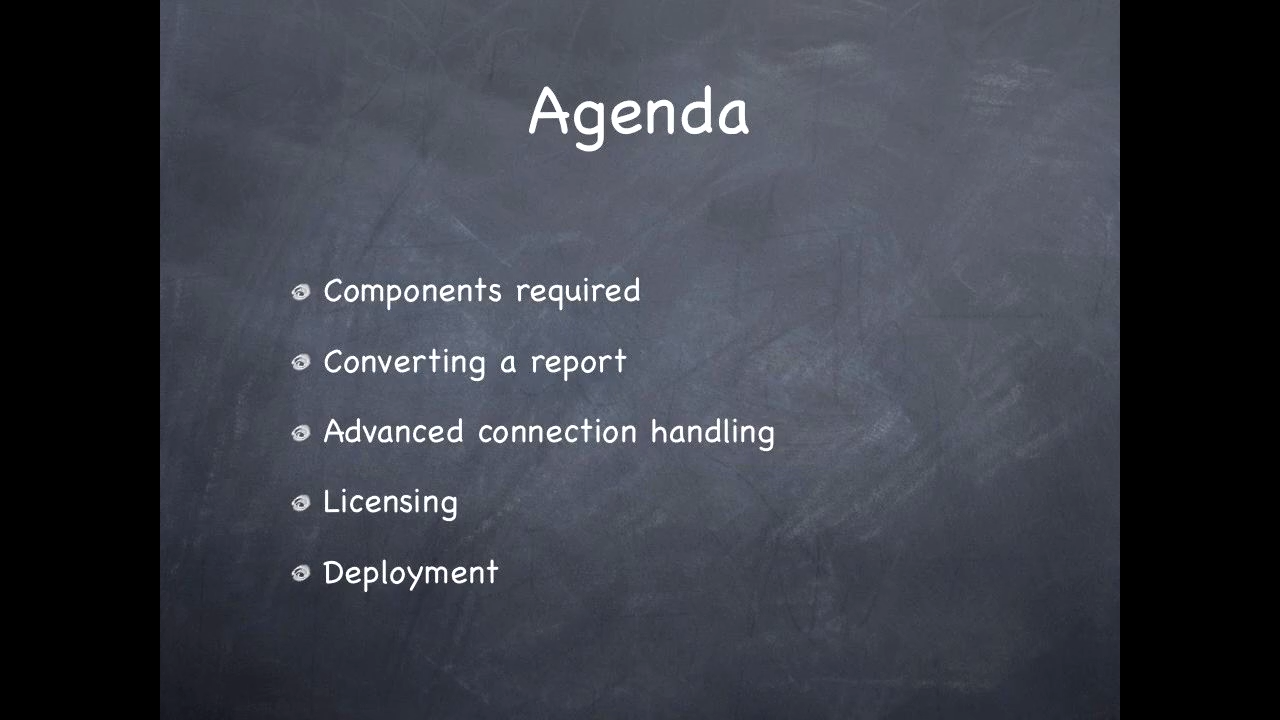 Agenda
Components required
Converting a report
Advanced connection handling
Licensing
Deployment